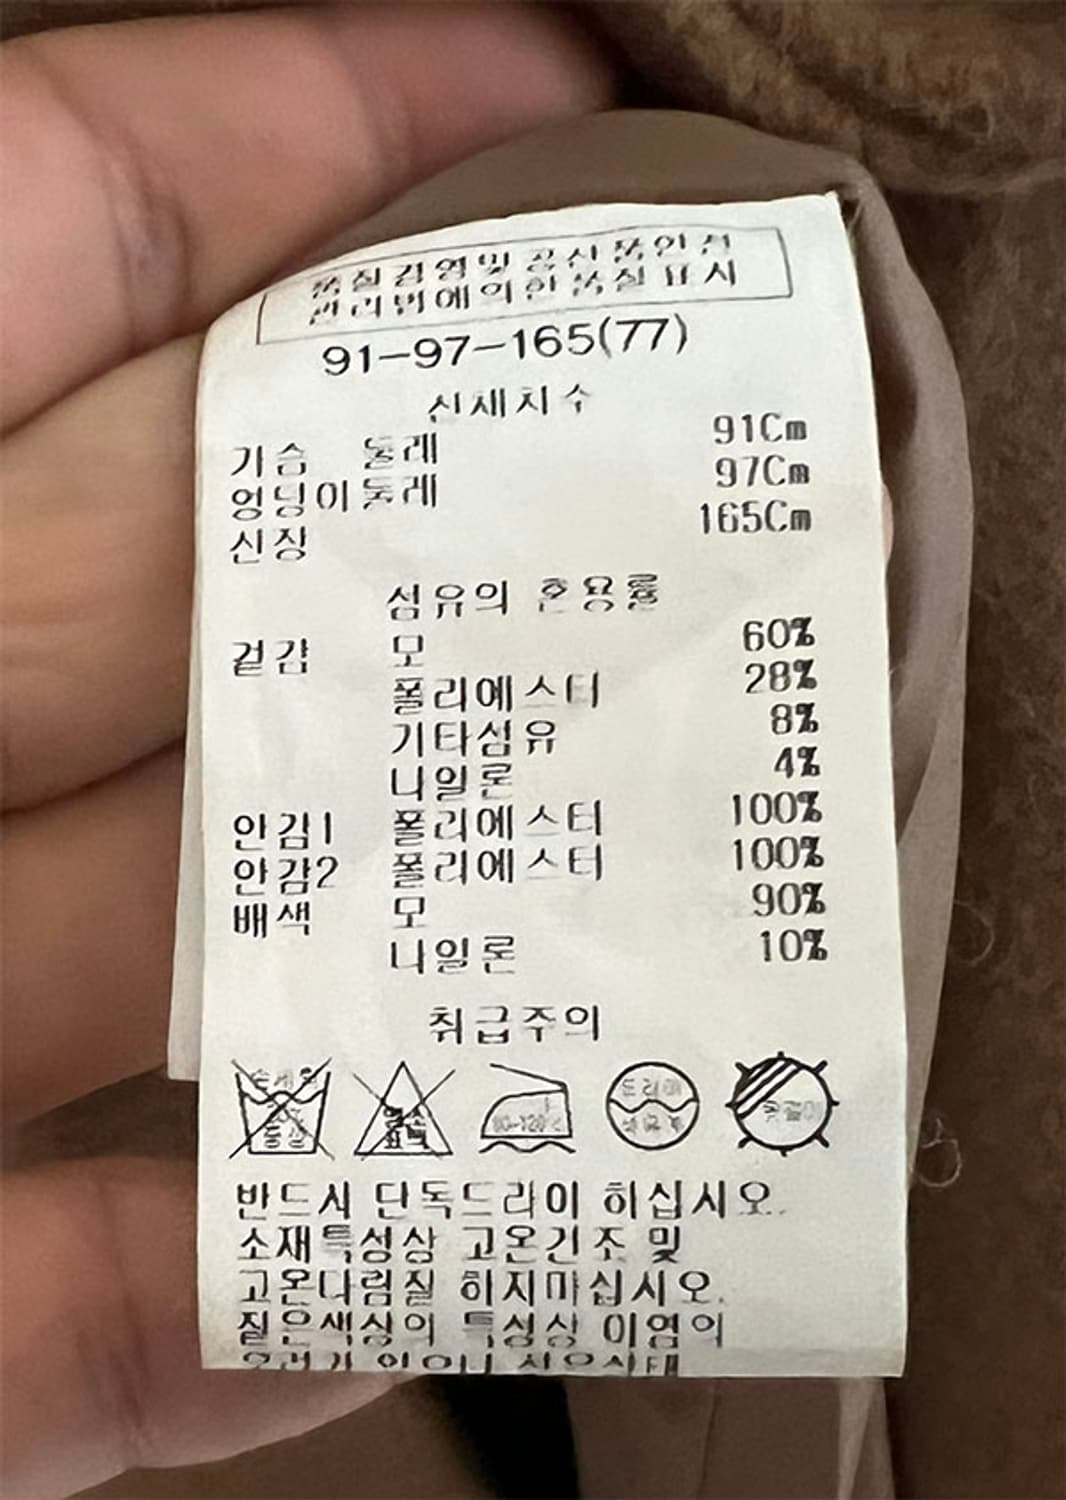 품질경영및 공산품안전
관리법에의한 품질표시
91-97-165(77)
신체치수
가슴 둘레 91Cm
엉덩이둘레 97Cm
신장 165Cm
섬유의 혼용률
겉감 모 60%
폴리에스터 28%
기타섬유 8%
나일론 4%
안감1 폴리에스터 100%
안감2 폴리에스터 100%
배색 모 90%
나일론 10%
취급주의
염소
표백
반드시 단독드라이 하십시오.
소재특성상 고온건조 및
고온다림질 하지마십시오.
짙은색상의 특성상 이염의